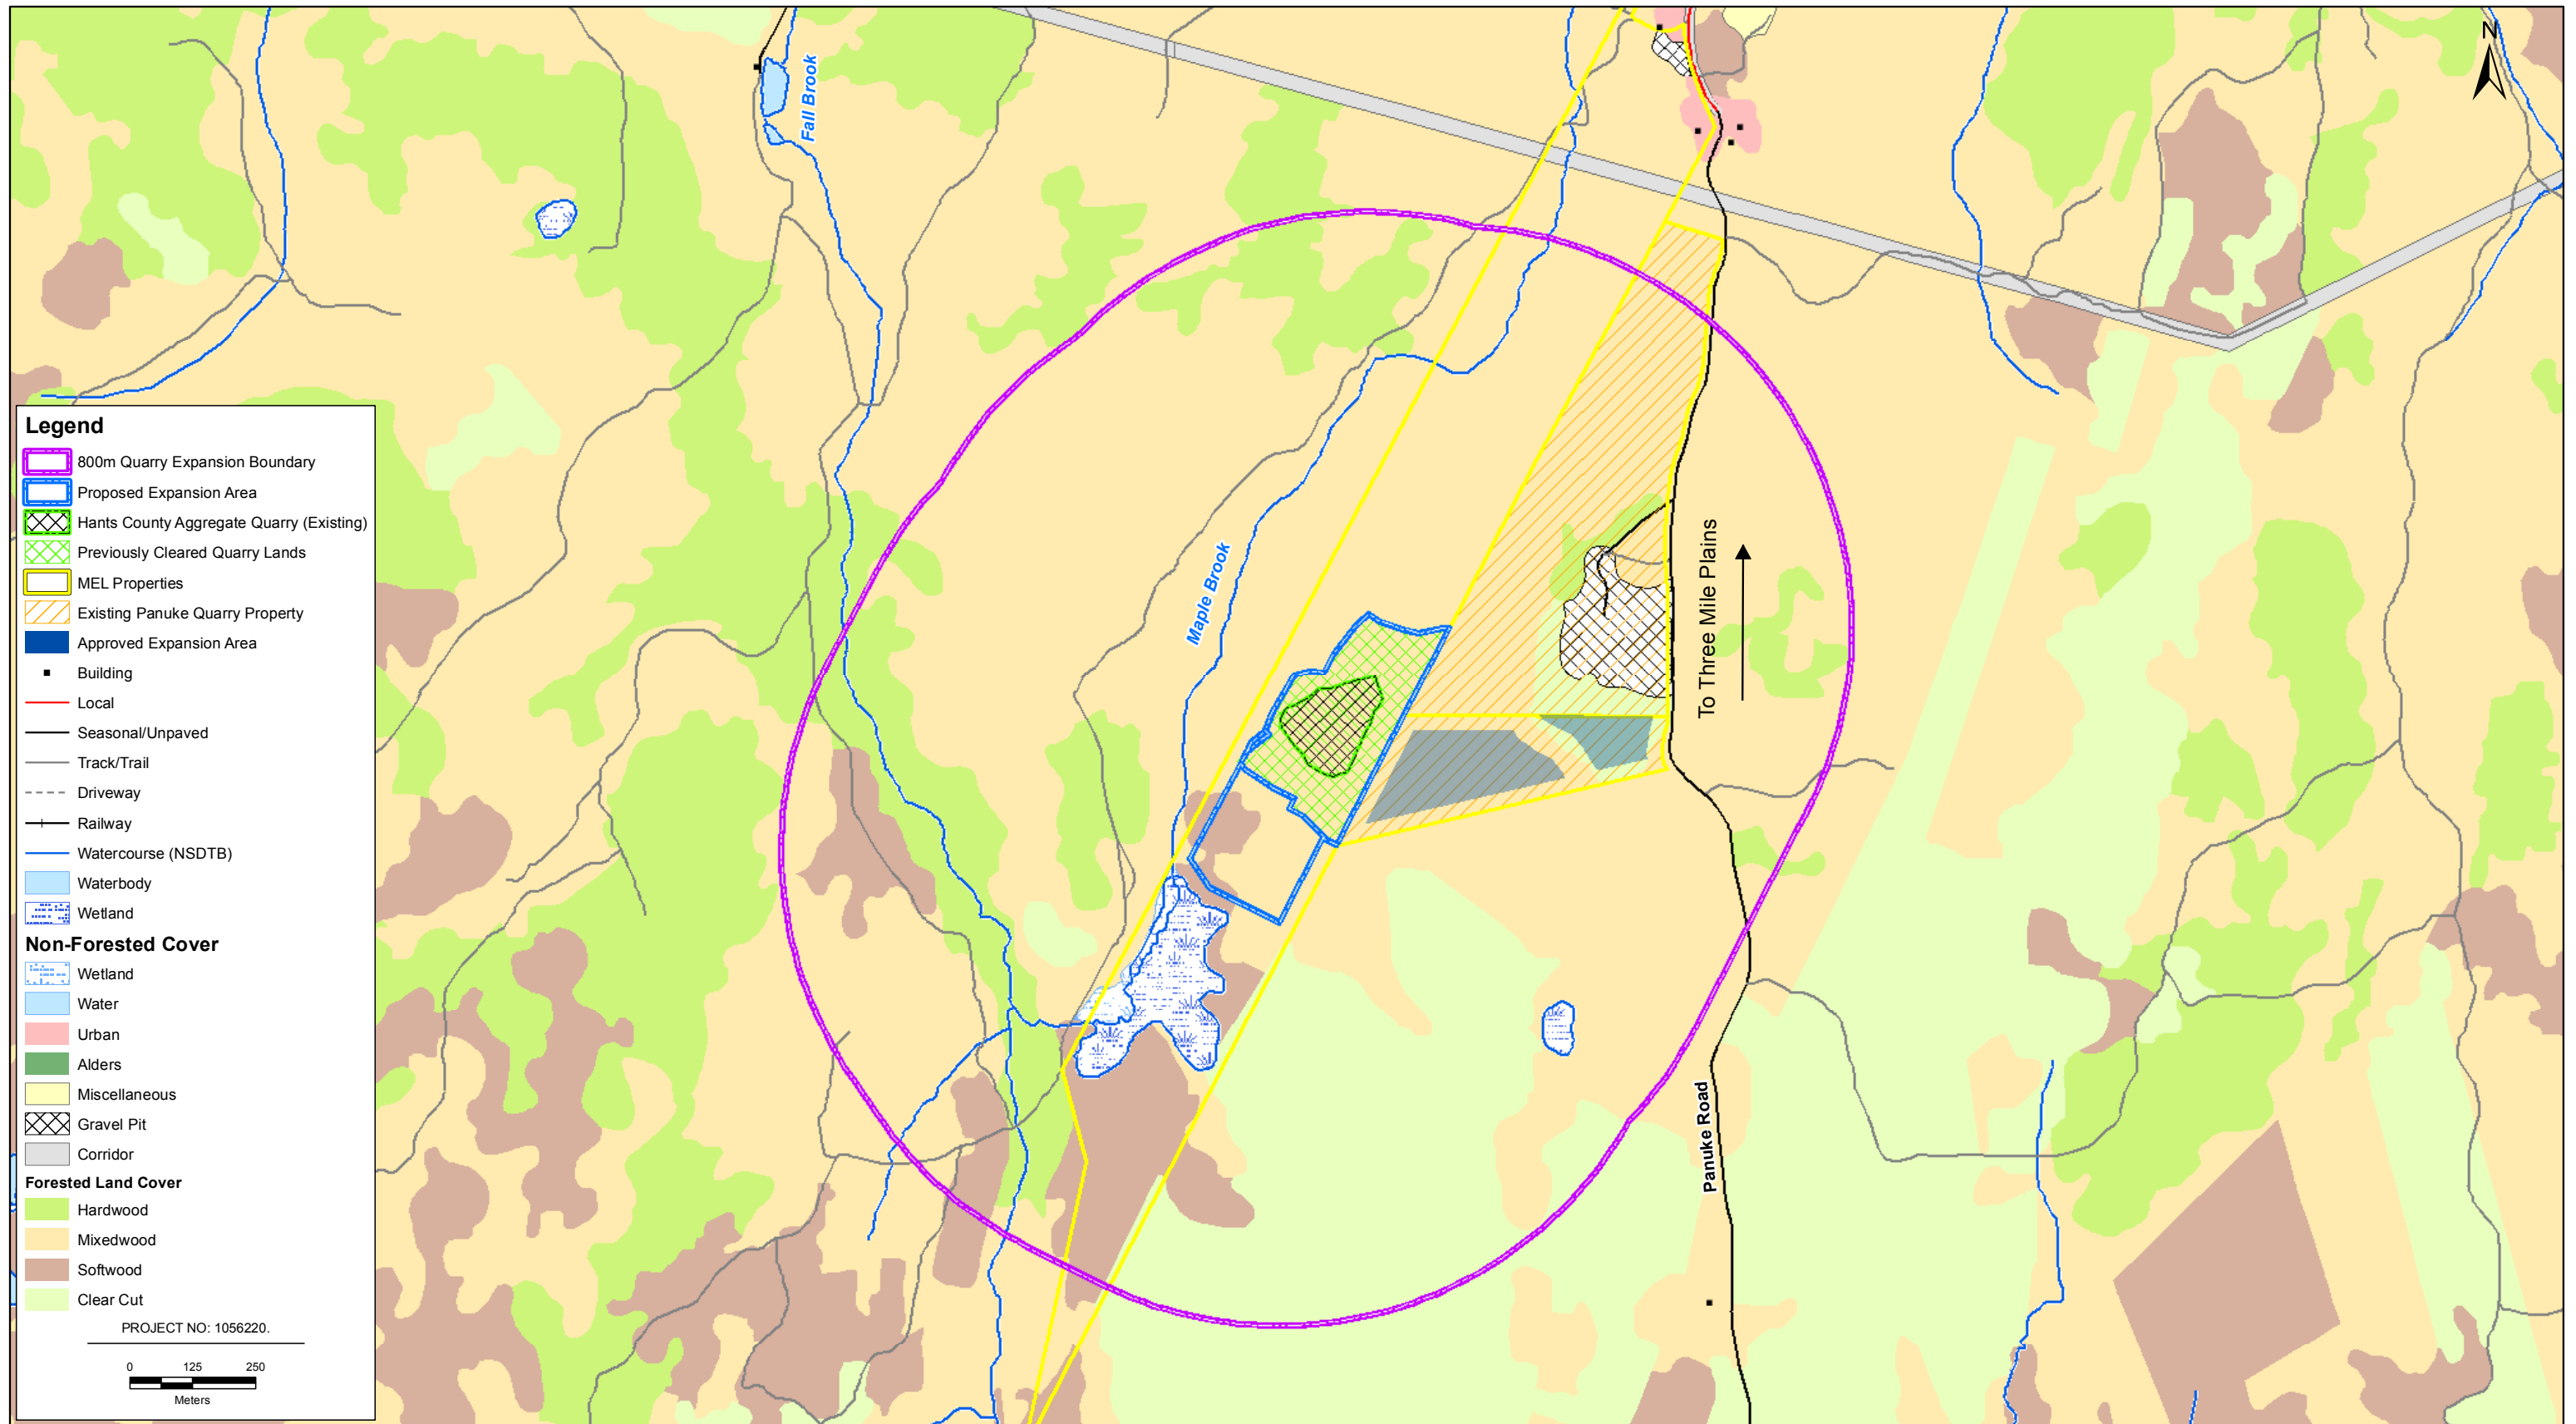 Fall Brook
N
Maple Brook
To Three Mile Plains
Panuke Road
Legend
800m Quarry Expansion Boundary
Proposed Expansion Area
Hants County Aggregate Quarry (Existing)
Previously Cleared Quarry Lands
MEL Properties
Existing Panuke Quarry Property
Approved Expansion Area
Building
Local
Seasonal/Unpaved
Track/Trail
Driveway
Railway
Watercourse (NSDTB)
Waterbody
Wetland
Non-Forested Cover
Wetland
Water
Urban
Alders
Miscellaneous
Gravel Pit
Corridor
Forested Land Cover
Hardwood
Mixedwood
Softwood
Clear Cut
PROJECT NO: 1056220.
0 125 250
Meters